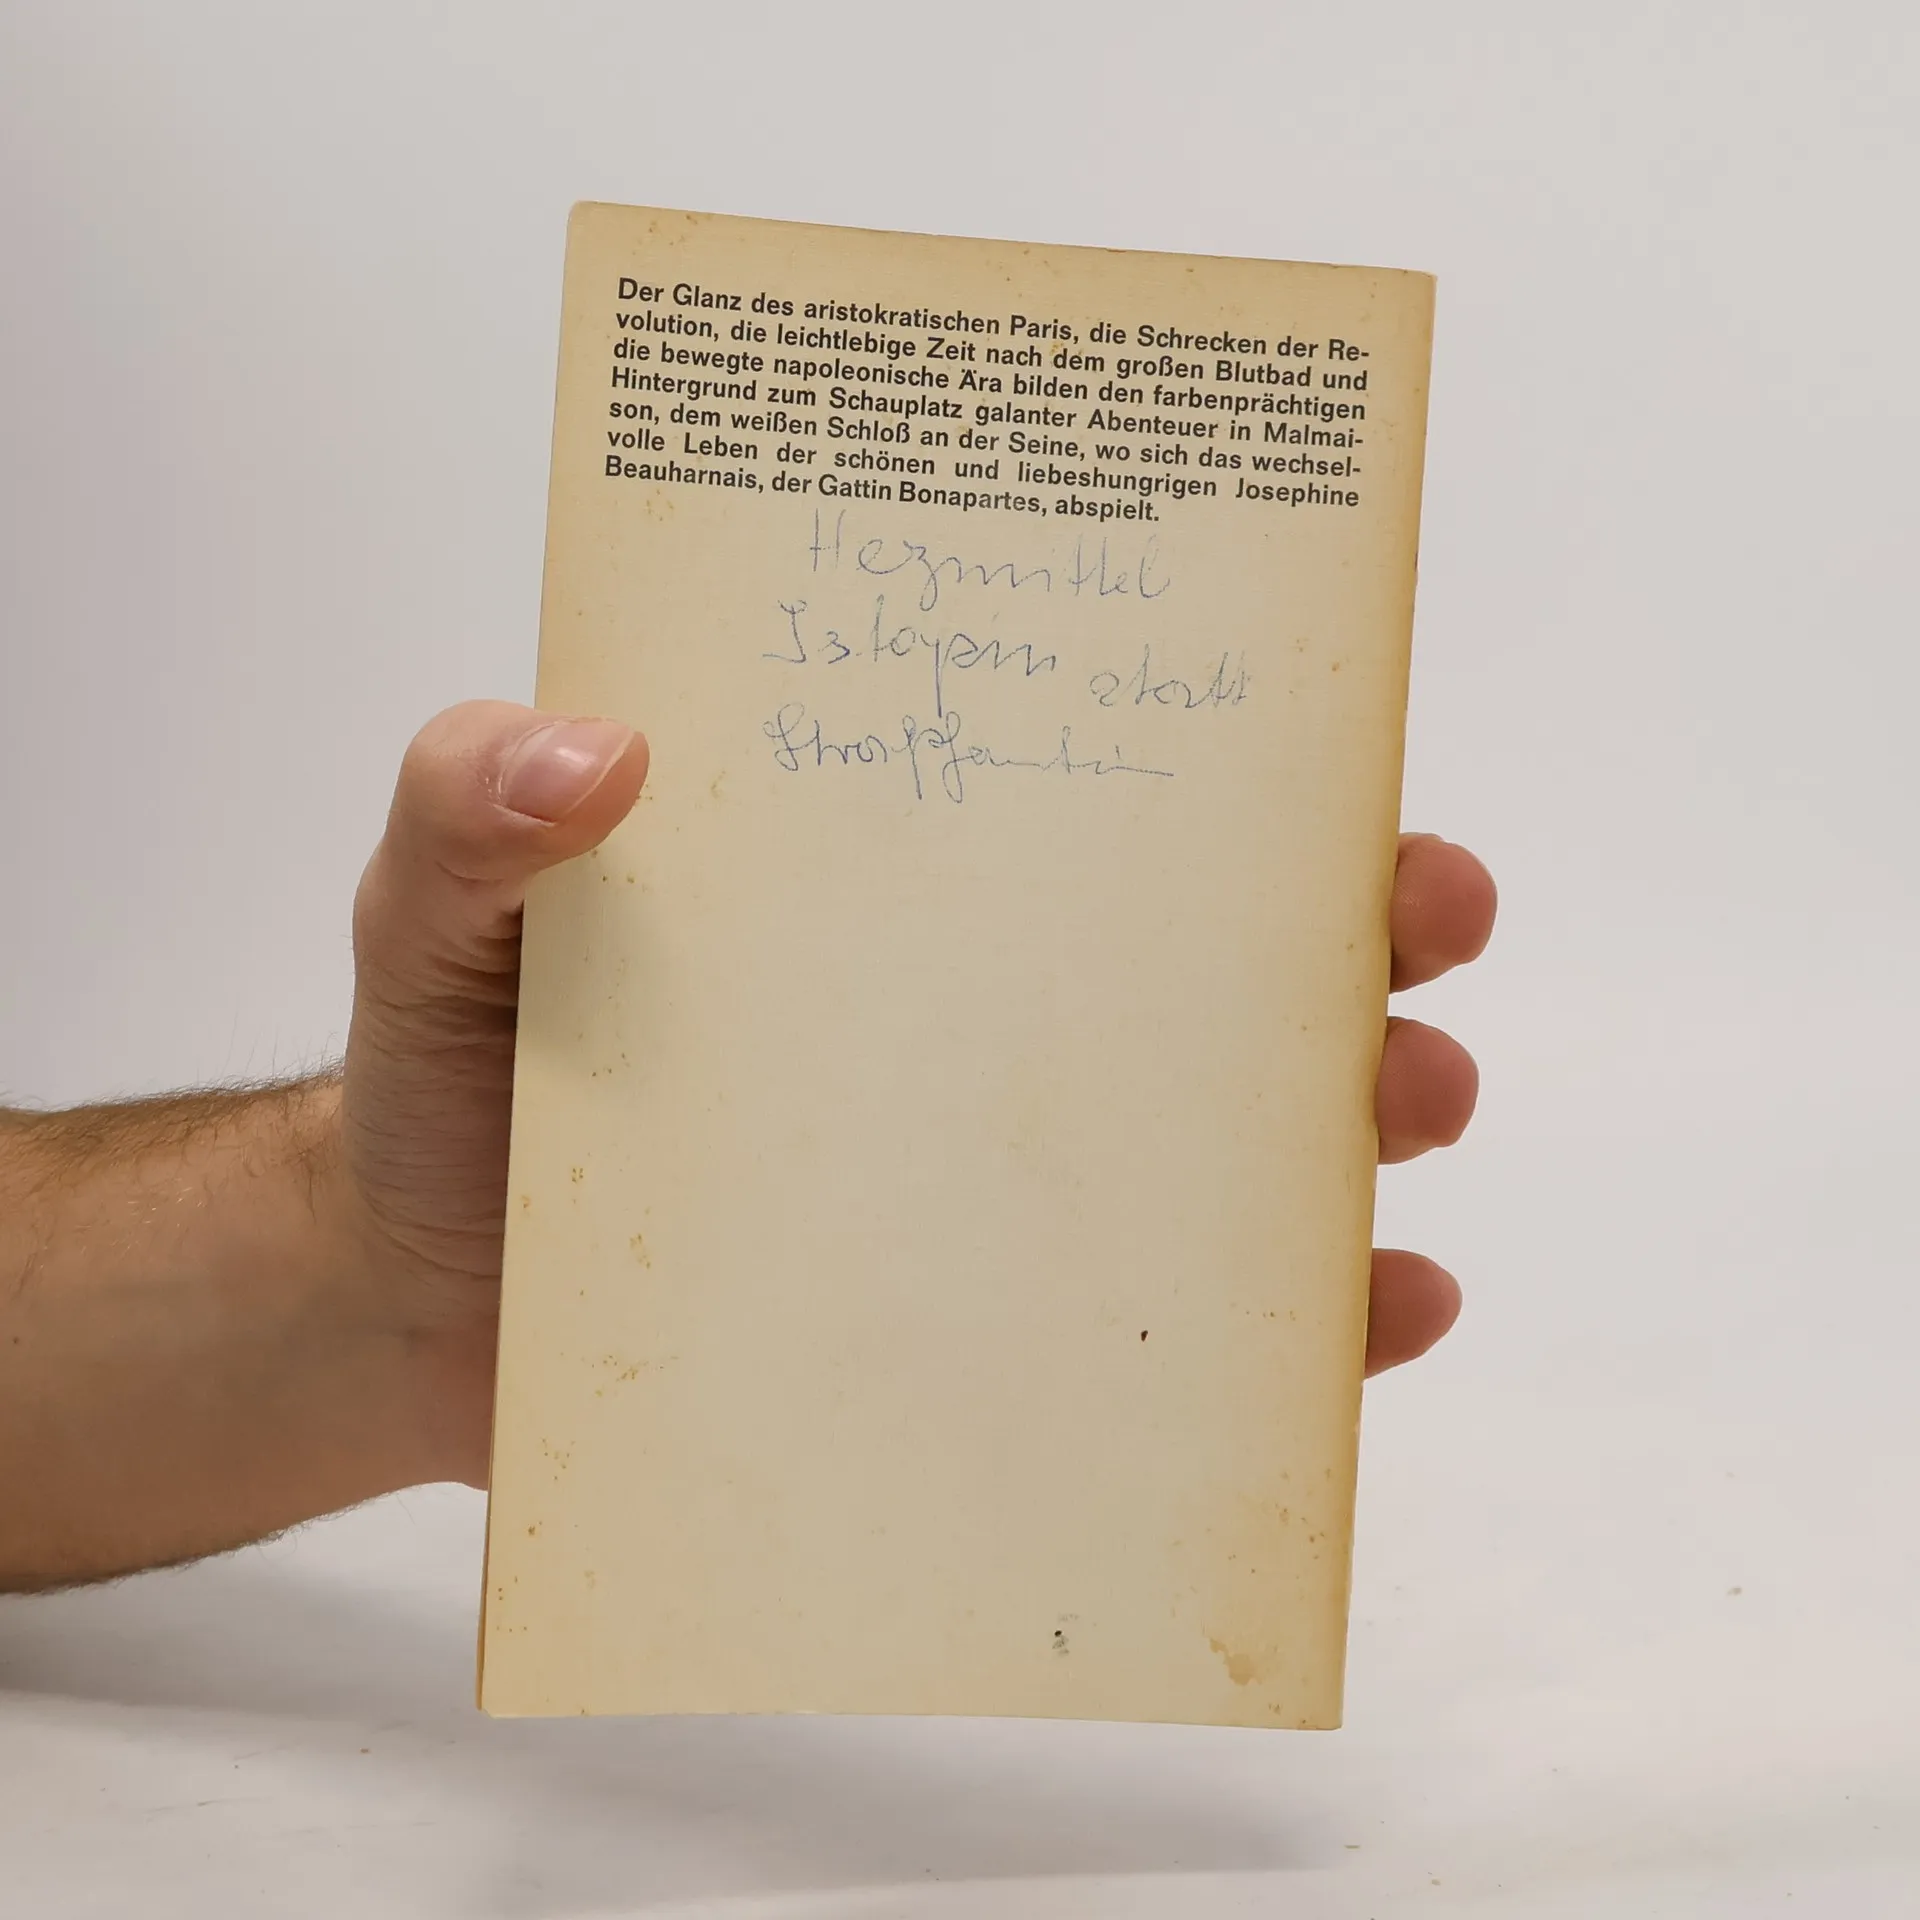 Der Glanz des aristokratischen Paris, die Schrecken der Re-
volution, die leichtlebige Zeit nach dem großen Blutbad und
die bewegte napoleonische Ära bilden den farbenprächtigen
Hintergrund zum Schauplatz galanter Abenteuer in Malmai-
son, dem weißen Schloß an der Seine, wo sich das wechsel-
volle Leben der schönen und liebeshungrigen Josephine
Beauharnais, der Gattin Bonapartes, abspielt.
Hezmittel
statt